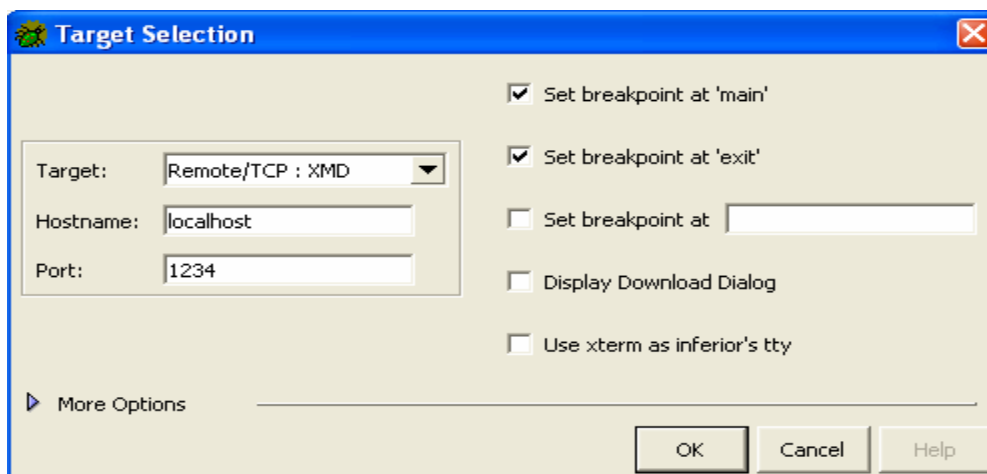 Target Selection
Set breakpoint at 'main'
Set breakpoint at 'exit'
Target: Remote/TCP : XMD
Hostname: localhost
Set breakpoint at
Port: 1234
Display Download Dialog
Use xterm as inferior's tty
More Options
OK Cancel Help